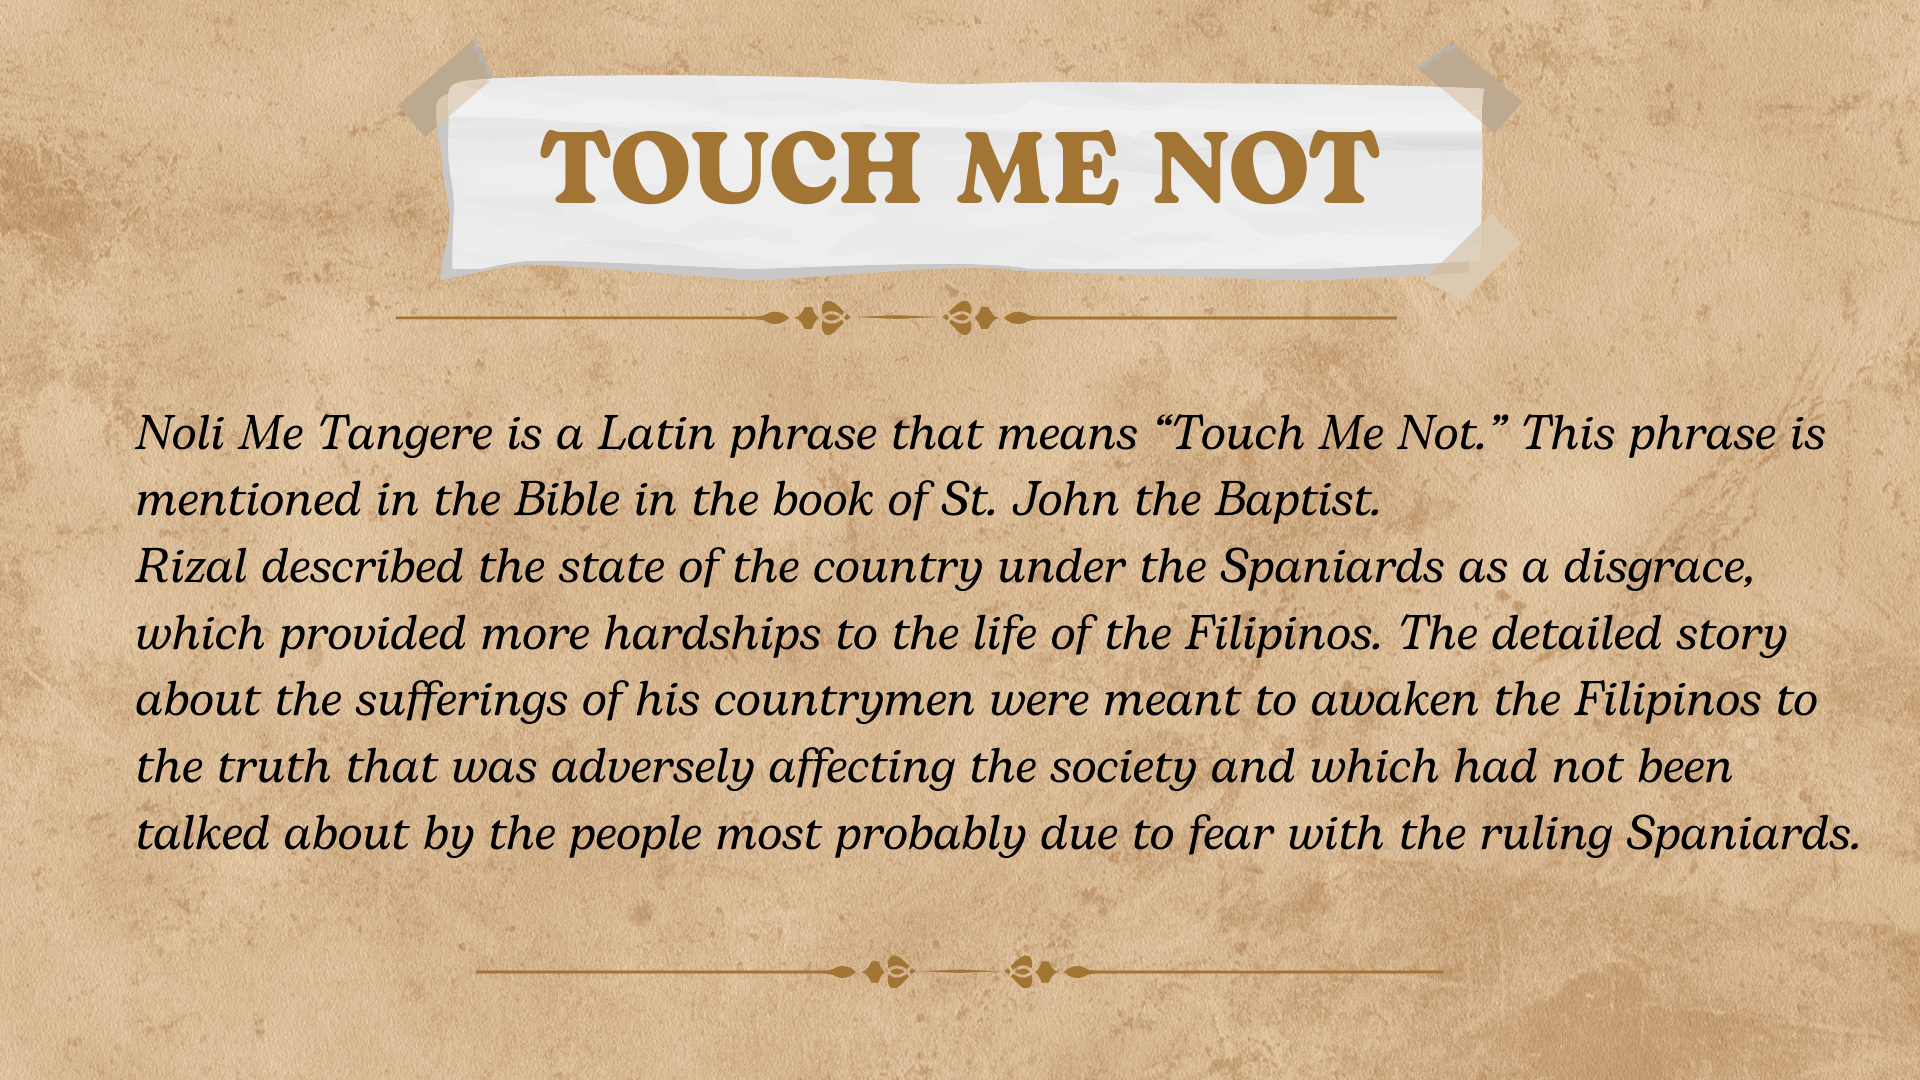 TOUCH ME NOT
Noli Me Tangere is a Latin phrase that means “Touch Me Not.” This phrase is
mentioned in the Bible in the book of St. John the Baptist.
Rizal described the state of the country under the Spaniards as a disgrace,
which provided more hardships to the life of the Filipinos. The detailed story
about the sufferings of his countrymen were meant to awaken the Filipinos to
the truth that was adversely affecting the society and which had not been
talked about by the people most probably due to fear with the ruling Spaniards.